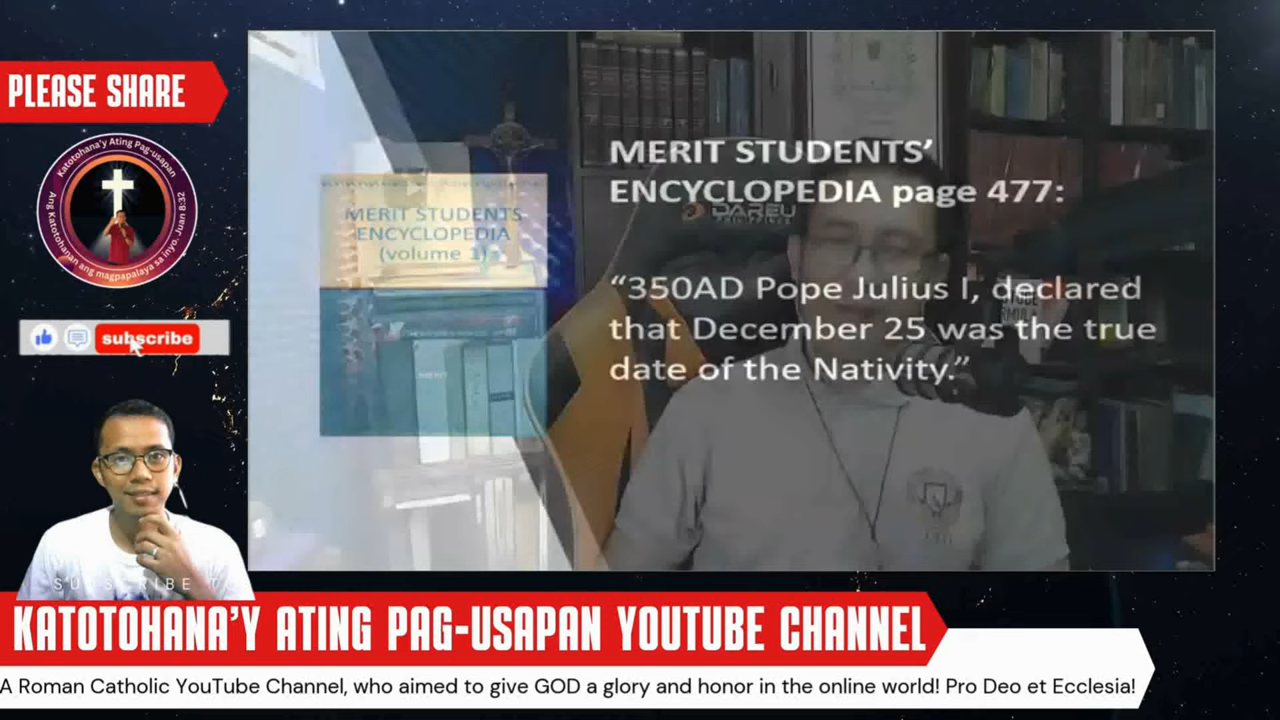 PLEASE SHARE
Katotohana'y Ating Pag-usapan
Ang Katotohanan ang magpapalaya sa inyo. Juan 8:32
subscribe
MERIT STUDENTS
ENCYCLOPEDIA
(volume 1)
MERIT STUDENTS'
ENCYCLOPEDIA page 477:
DAREU
"350AD Pope Julius I, declared
that December 25 was the true
date of the Nativity."
SUBSCRIBE
KATOTOHANA'Y ATING PAG-USAPAN YOUTUBE CHANNEL
A Roman Catholic YouTube Channel, who aimed to give GOD a glory and honor in the online world! Pro Deo et Ecclesia!